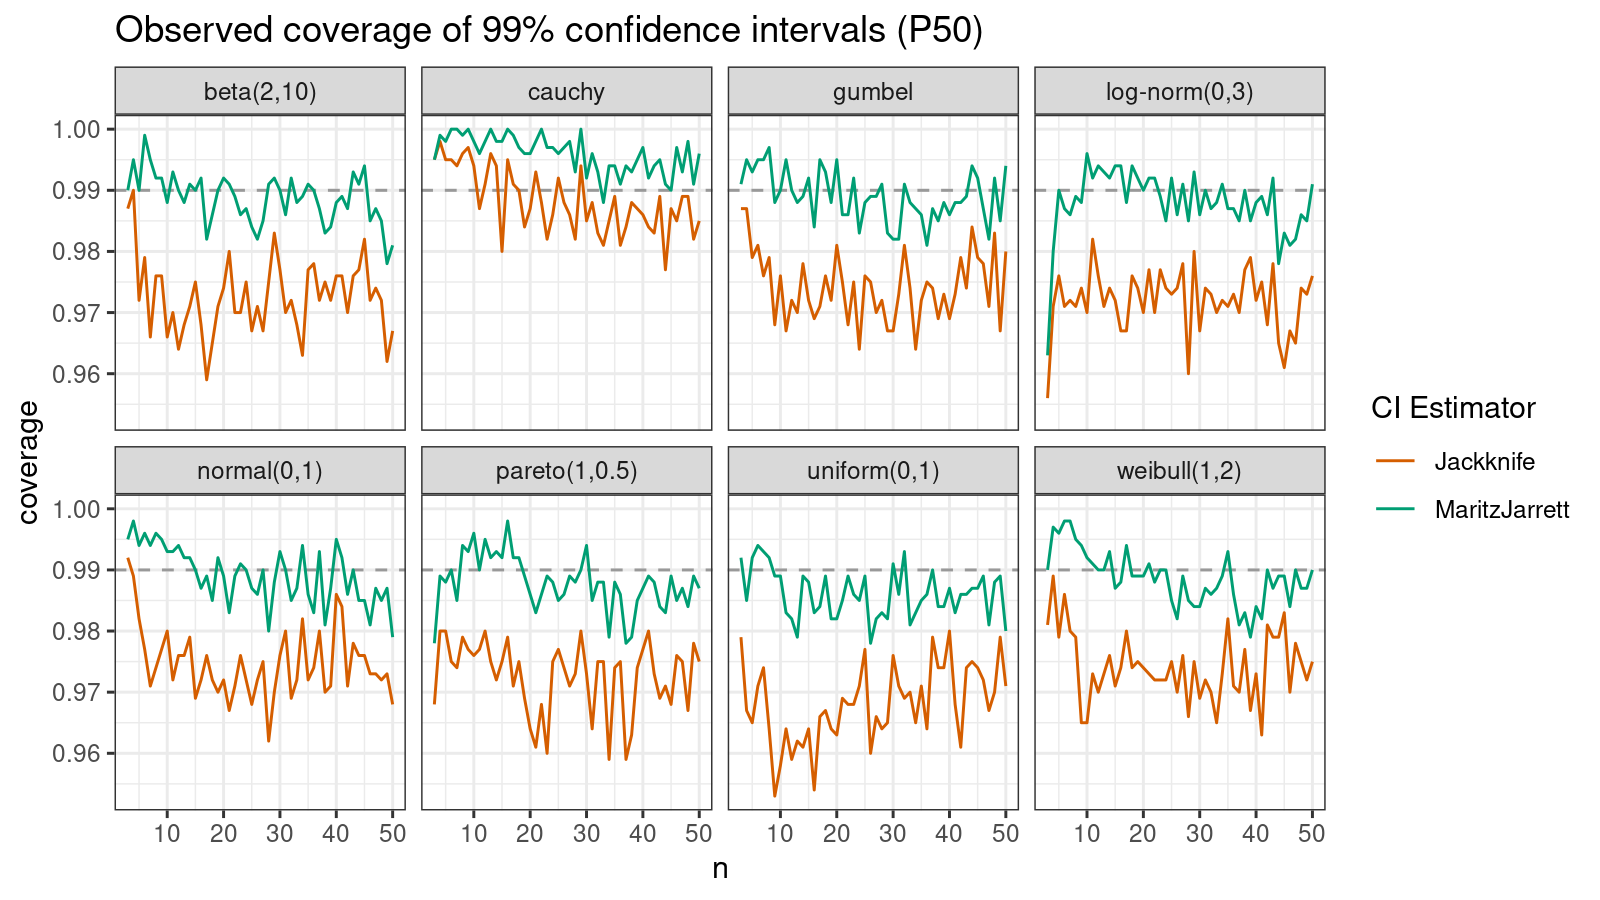 Observed coverage of 99% confidence intervals (P50)
beta(2,10) cauchy gumbel log-norm(0,3)
1.00
0.99
0.98
0.97
0.96
normal(0,1) pareto(1,0.5) uniform(0,1) weibull(1,2)
1.00
0.99
0.98
0.97
0.96
10 20 30 40 50 10 20 30 40 50 10 20 30 40 50 10 20 30 40 50
n
coverage
CI Estimator
Jackknife
MaritzJarrett